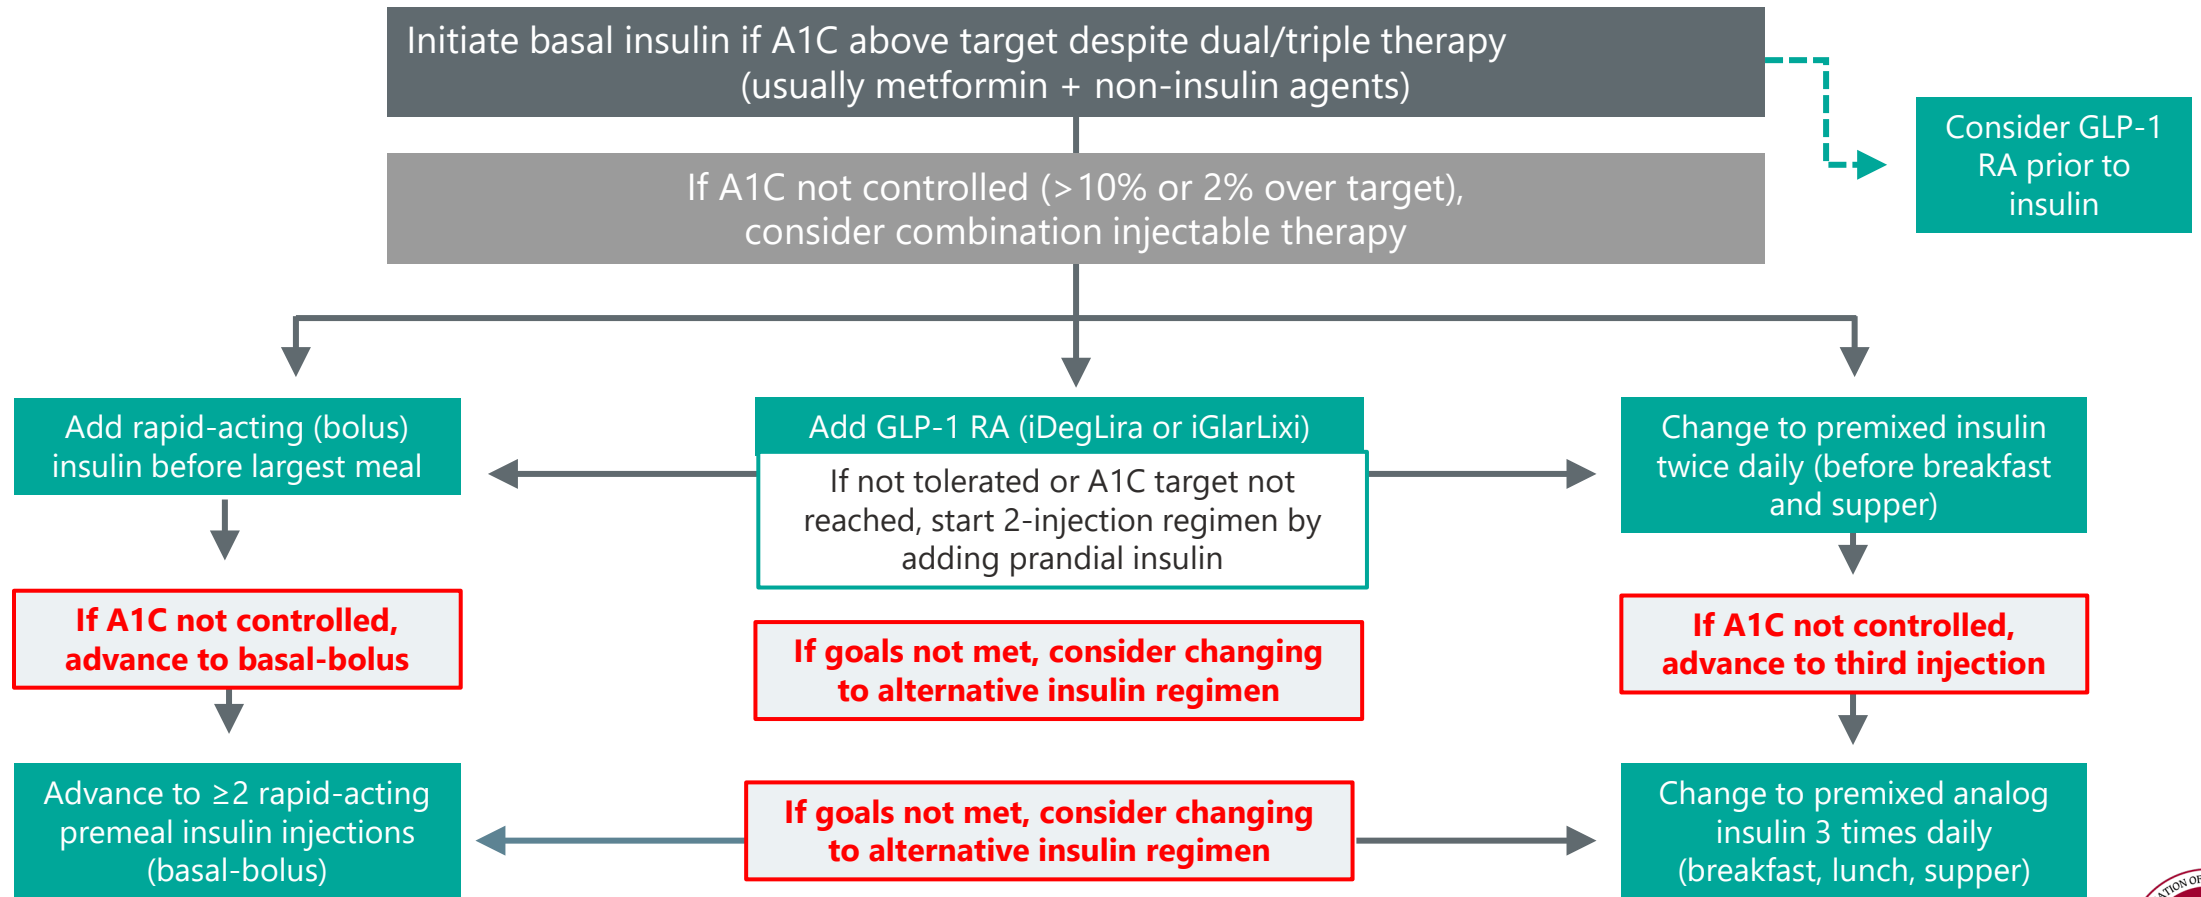 Initiate basal insulin if A1C above target despite dual/triple therapy
(usually metformin + non-insulin agents)
Consider GLP-1
RA prior to
insulin
If A1C not controlled (>10% or 2% over target),
consider combination injectable therapy
Add rapid-acting (bolus)
insulin before largest meal
Add GLP-1 RA (iDegLira or iGlarLixi)
If not tolerated or A1C target not
reached, start 2-injection regimen by
adding prandial insulin
Change to premixed insulin
twice daily (before breakfast
and supper)
If A1C not controlled,
advance to basal-bolus
If goals not met, consider changing
to alternative insulin regimen
If A1C not controlled,
advance to third injection
Advance to ≥2 rapid-acting
premeal insulin injections
(basal-bolus)
If goals not met, consider changing
to alternative insulin regimen
Change to premixed analog
insulin 3 times daily
(breakfast, lunch, supper)